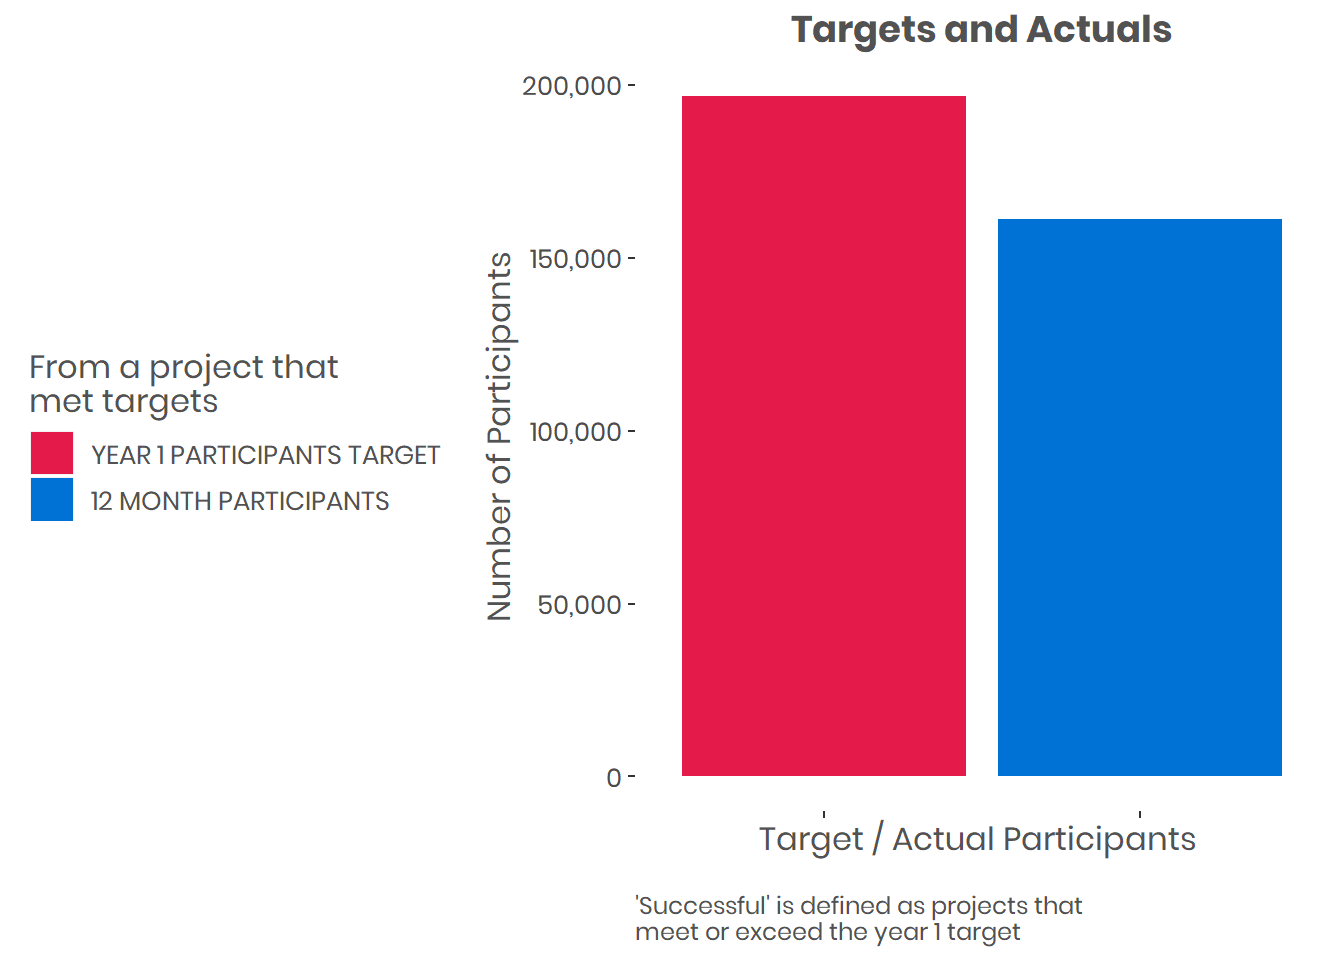 Targets and Actuals
200,000
150,000
100,000
50,000
0
Number of Participants
Target / Actual Participants
From a project that
met targets
YEAR 1 PARTICIPANTS TARGET
12 MONTH PARTICIPANTS
'Successful' is defined as projects that
meet or exceed the year 1 target